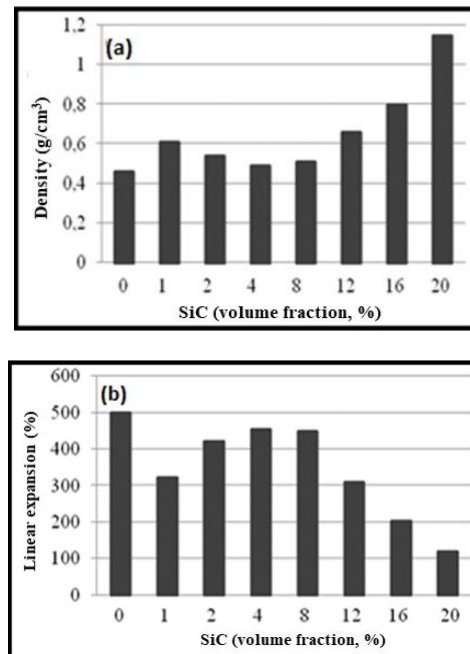 1,2
(a)
1
0,8
0,6
0,4
0,2
0
Density (g/cm³)
0 1 2 4 8 12 16 20
SiC (volume fraction, %)
600
(b)
500
400
300
200
100
0
Linear expansion (%)
0 1 2 4 8 12 16 20
SiC (volume fraction, %)